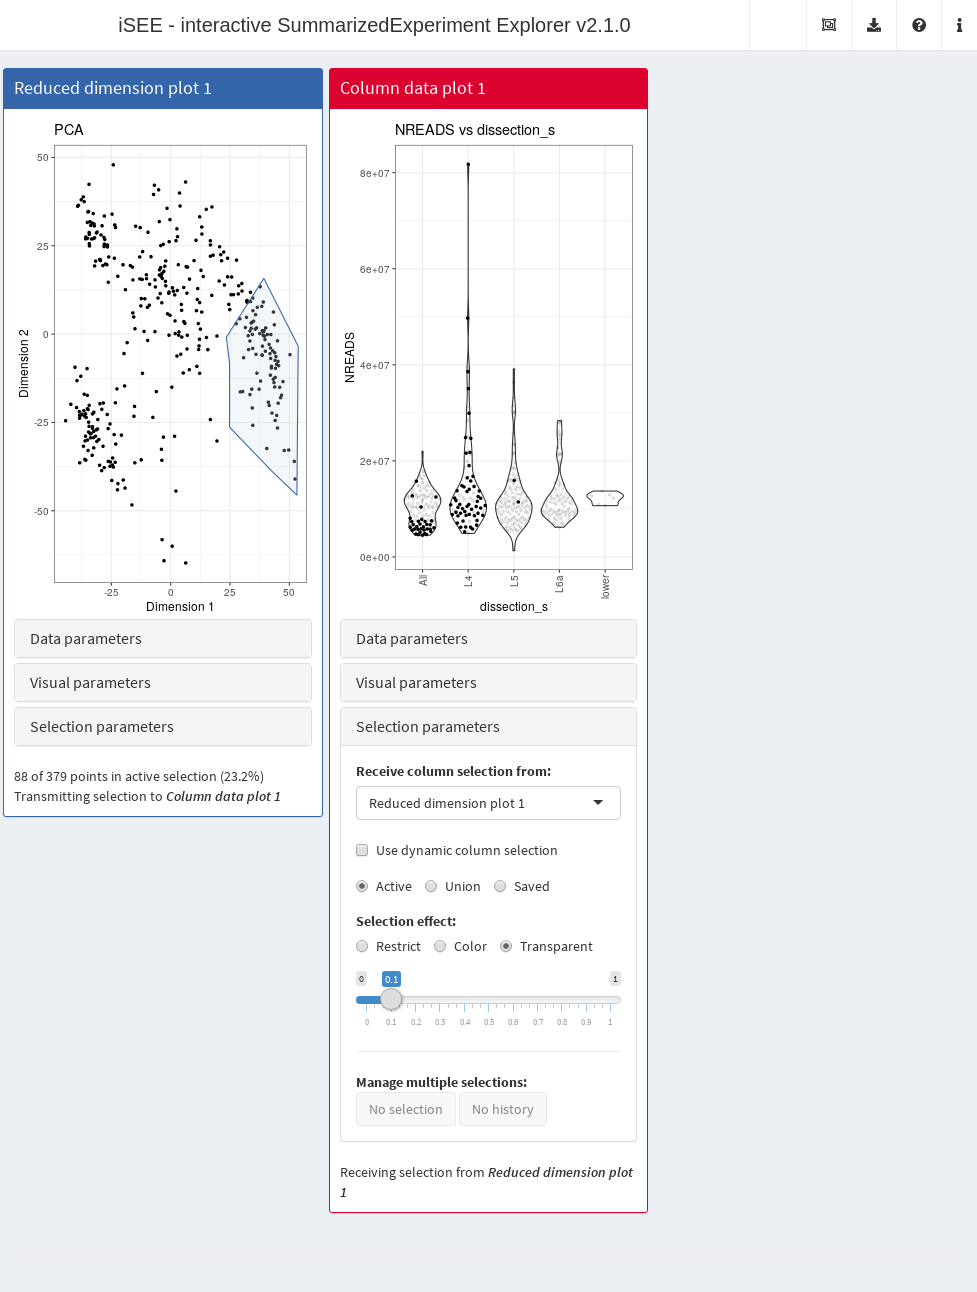 iSEE - interactive SummarizedExperiment Explorer v2.1.0
Reduced dimension plot 1
PCA
50
25
0
-25
-50
Dimension 2
-25 0 25 50
Dimension 1
Data parameters
Visual parameters
Selection parameters
88 of 379 points in active selection (23.2%)
Transmitting selection to Column data plot 1
Column data plot 1
NREADS vs dissection_s
8e+07
6e+07
4e+07
2e+07
0e+00
NREADS
All L4 L5 L6a lower
dissection_s
Data parameters
Visual parameters
Selection parameters
Receive column selection from:
Reduced dimension plot 1
Use dynamic column selection
Active Union Saved
Selection effect:
Restrict Color Transparent
0 0.1 1
0 0.1 0.2 0.3 0.4 0.5 0.6 0.7 0.8 0.9 1
Manage multiple selections:
No selection No history
Receiving selection from Reduced dimension plot
1